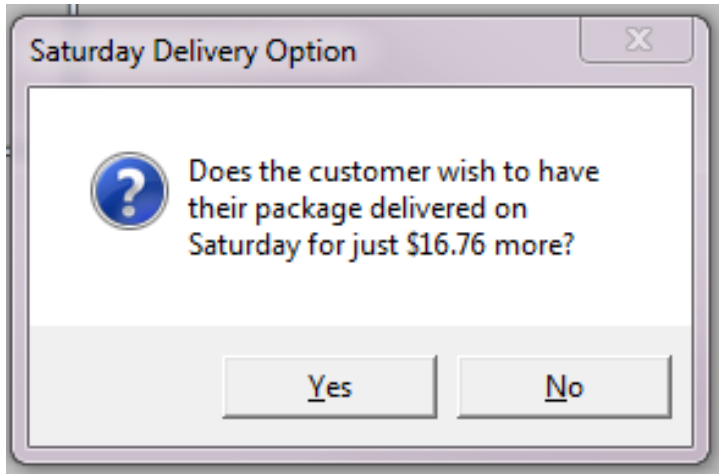 Saturday Delivery Option
Does the customer wish to have
their package delivered on
Saturday for just $16.76 more?
Yes
No